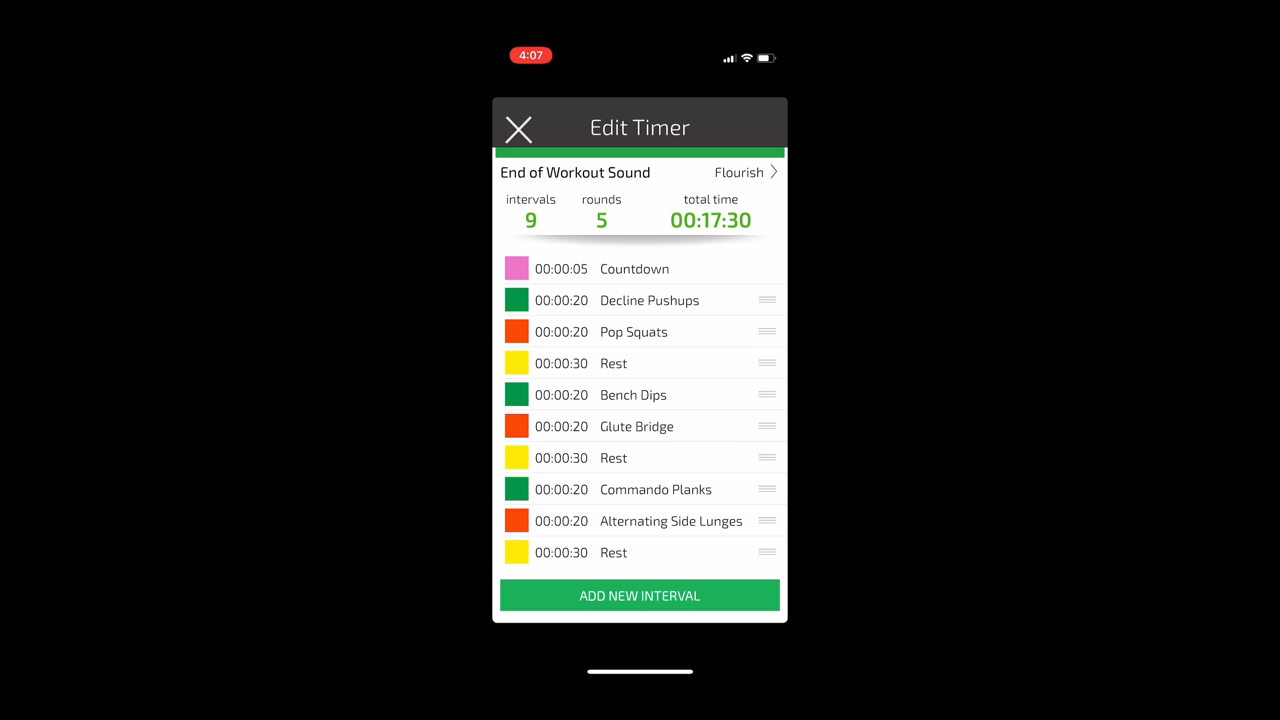 4:07
Edit Timer
End of Workout Sound Flourish
intervals rounds total time
9 5 00:17:30
00:00:05 Countdown
00:00:20 Decline Pushups
00:00:20 Pop Squats
00:00:30 Rest
00:00:20 Bench Dips
00:00:20 Glute Bridge
00:00:30 Rest
00:00:20 Commando Planks
00:00:20 Alternating Side Lunges
00:00:30 Rest
ADD NEW INTERVAL